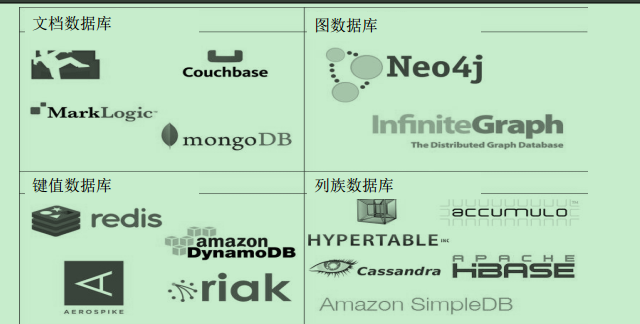 文档数据库
Couchbase
MarkLogic™
mongoDB
图数据库
Neo4j
InfiniteGraph
The Distributed Graph Database
键值数据库
redis
amazon
DynamoDB
AEROSPIKE
riak
列族数据库
accumulo
HYPERTABLE INC
Cassandra
APACHE
HBASE
Amazon SimpleDB